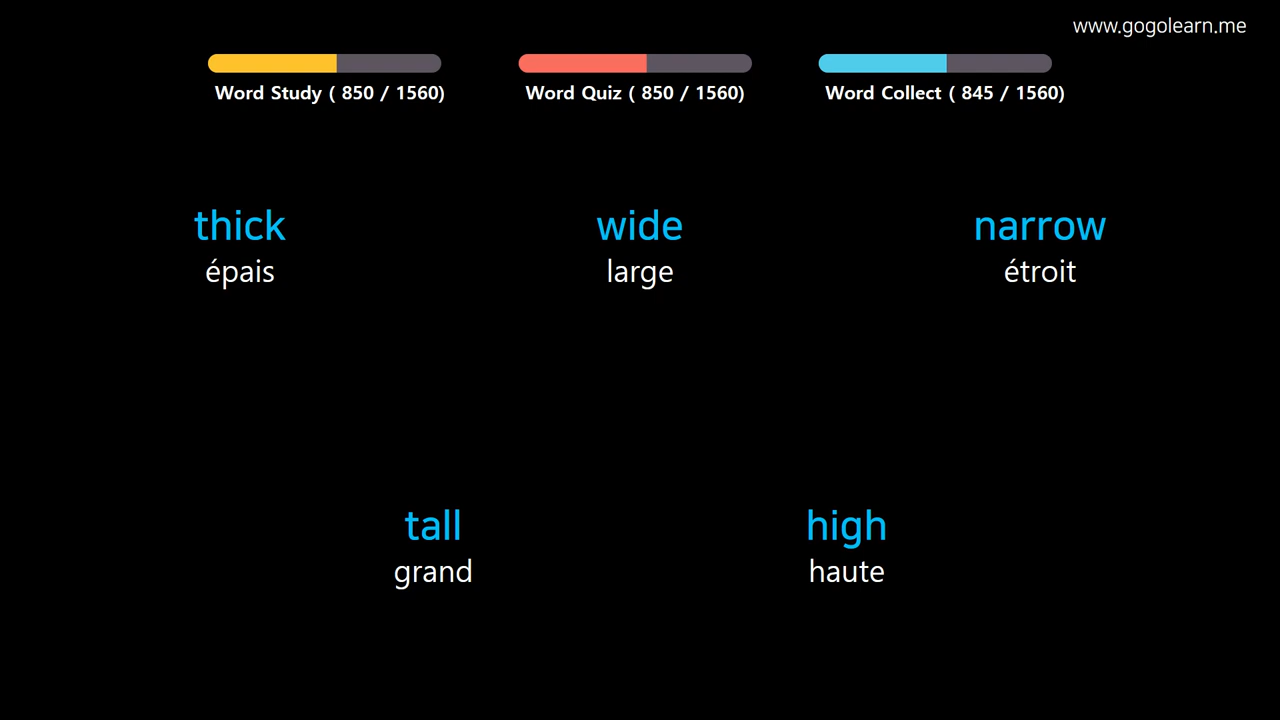 www.gogolearn.me
Word Study ( 850 / 1560)
Word Quiz ( 850 / 1560)
Word Collect ( 845 / 1560)
thick
épais
wide
large
narrow
étroit
tall
grand
high
haute